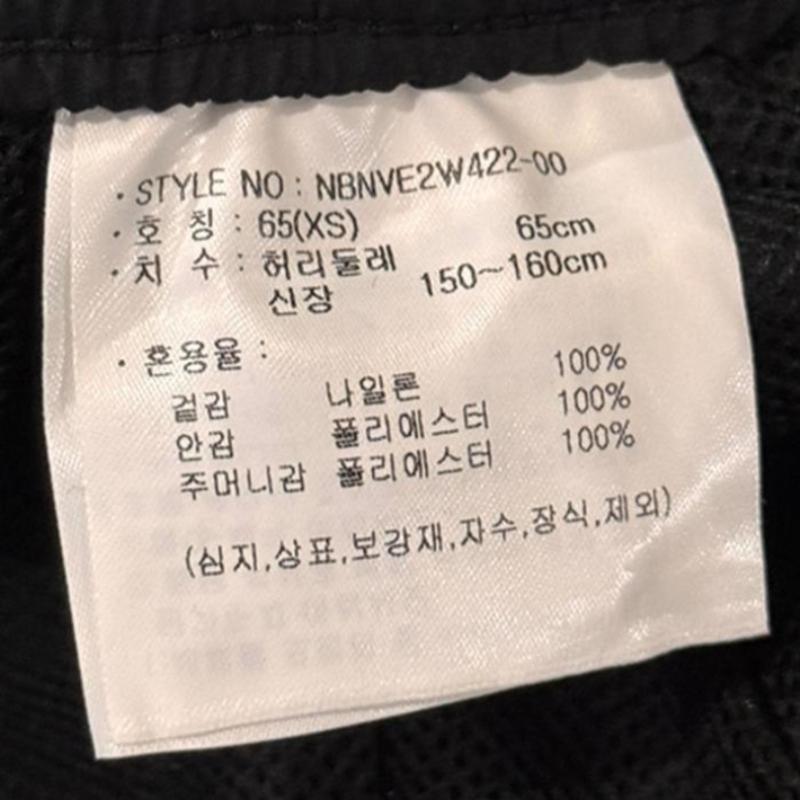 · STYLE NO : NBNVE2W422-00
· 호 칭 : 65(XS)
· 치 수 : 허리둘레 65cm
신장 150~160cm
· 혼용율 :
겉감 나일론 100%
안감 폴리에스터 100%
주머니감 폴리에스터 100%
(심지,상표,보강재,자수,장식,제외)